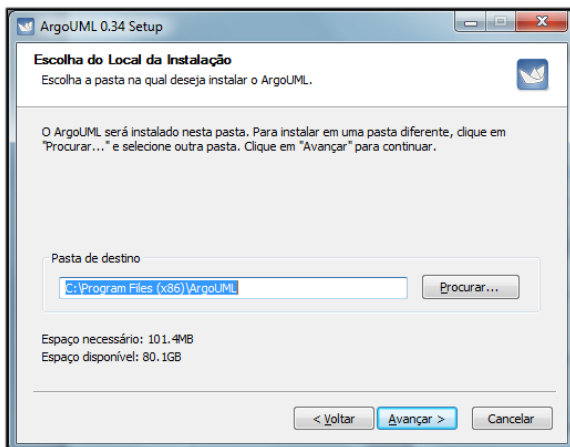 ArgoUML 0.34 Setup
Escolha do Local da Instalação
Escolha a pasta na qual deseja instalar o ArgoUML.
O ArgoUML será instalado nesta pasta. Para instalar em uma pasta diferente, clique em
"Procurar..." e selecione outra pasta. Clique em "Avançar" para continuar.
Pasta de destino
C:\Program Files (x86)\ArgoUML
Procurar...
Espaço necessário: 101.4MB
Espaço disponível: 80.1GB
< Voltar
Avançar >
Cancelar